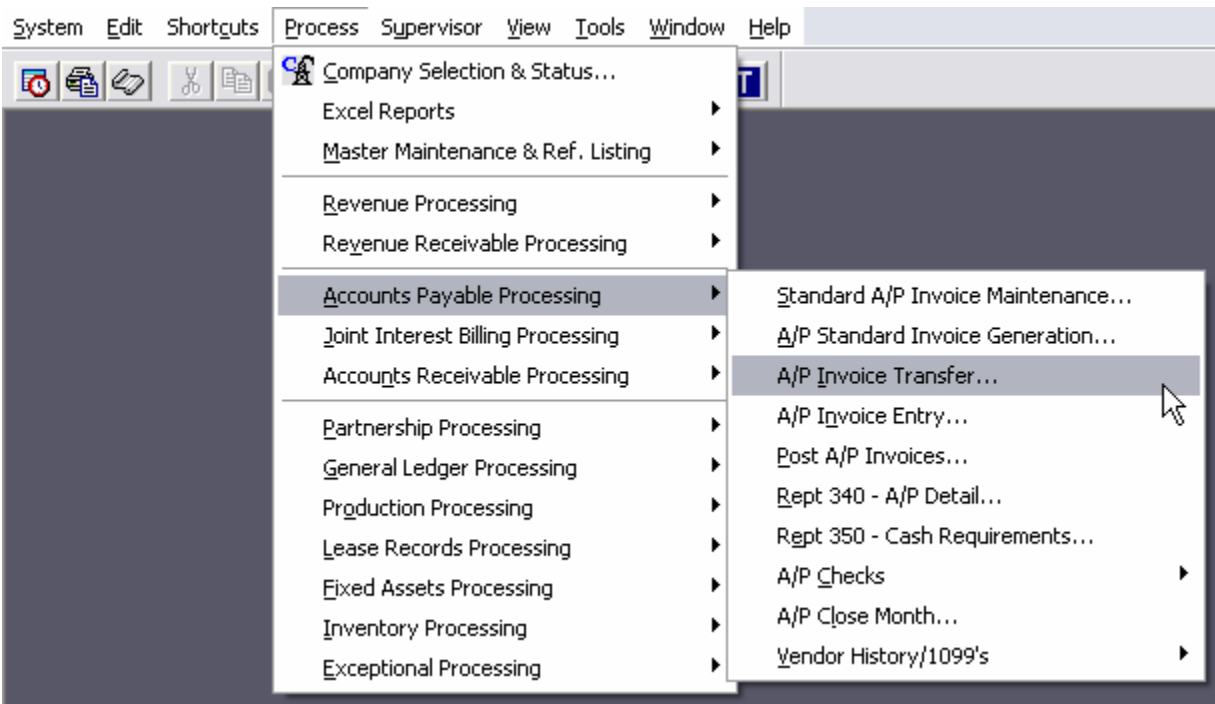 System Edit Shortcuts Process Supervisor View Tools Window Help
Company Selection & Status...
Excel Reports
Master Maintenance & Ref. Listing
Revenue Processing
Revenue Receivable Processing
Accounts Payable Processing
Joint Interest Billing Processing
Accounts Receivable Processing
Partnership Processing
General Ledger Processing
Production Processing
Lease Records Processing
Fixed Assets Processing
Inventory Processing
Exceptional Processing
Standard A/P Invoice Maintenance...
A/P Standard Invoice Generation...
A/P Invoice Transfer...
A/P Invoice Entry...
Post A/P Invoices...
Rept 340 - A/P Detail...
Rept 350 - Cash Requirements...
A/P Checks
A/P Close Month...
Vendor History/1099's